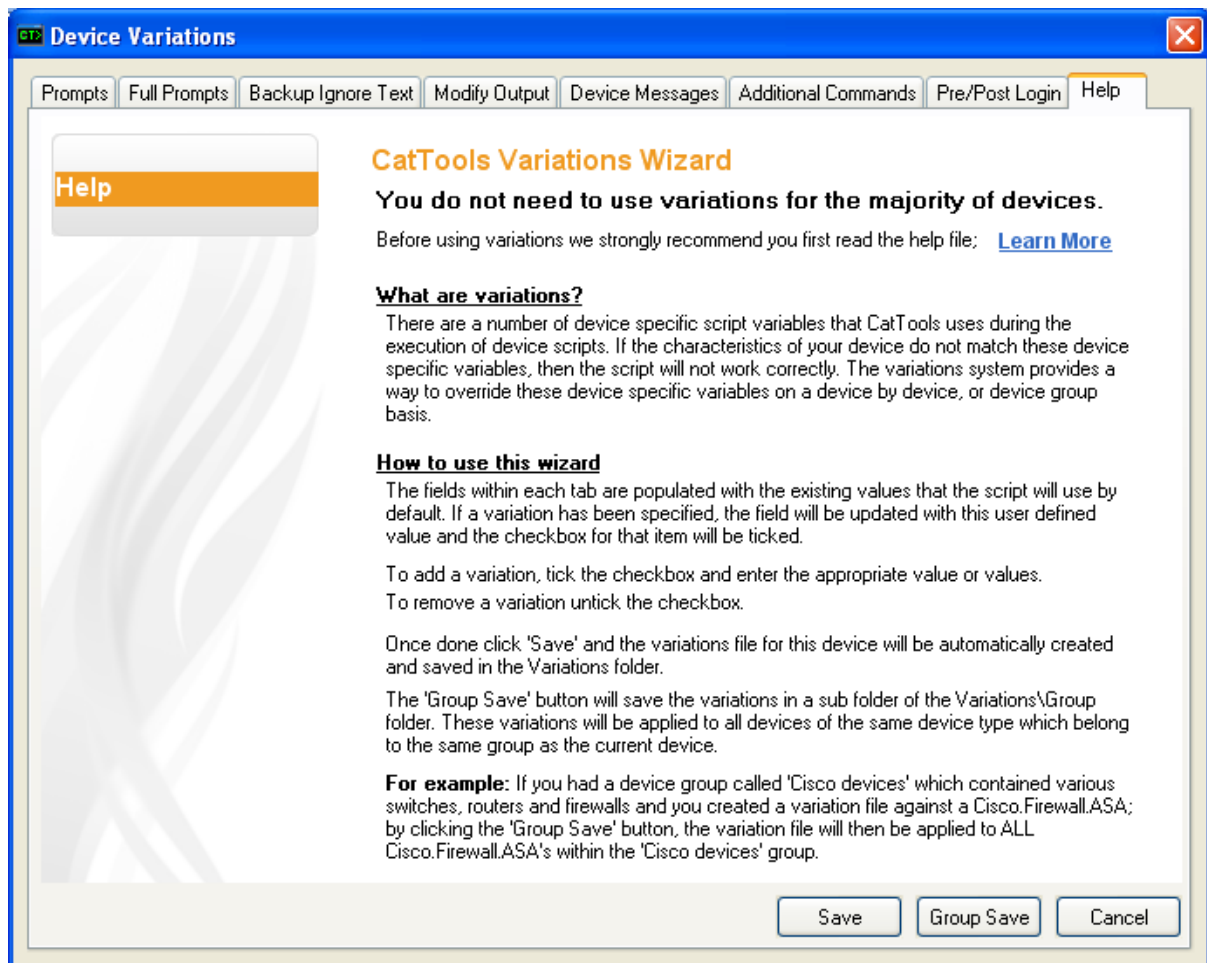 CT> Device Variations
Prompts Full Prompts Backup Ignore Text Modify Output Device Messages Additional Commands Pre/Post Login Help
Help
CatTools Variations Wizard
You do not need to use variations for the majority of devices.
Before using variations we strongly recommend you first read the help file; Learn More
What are variations?
There are a number of device specific script variables that CatTools uses during the
execution of device scripts. If the characteristics of your device do not match these device
specific variables, then the script will not work correctly. The variations system provides a
way to override these device specific variables on a device by device, or device group
basis.
How to use this wizard
The fields within each tab are populated with the existing values that the script will use by
default. If a variation has been specified, the field will be updated with this user defined
value and the checkbox for that item will be ticked.
To add a variation, tick the checkbox and enter the appropriate value or values.
To remove a variation untick the checkbox.
Once done click 'Save' and the variations file for this device will be automatically created
and saved in the Variations folder.
The 'Group Save' button will save the variations in a sub folder of the Variations\Group
folder. These variations will be applied to all devices of the same device type which belong
to the same group as the current device.
For example: If you had a device group called 'Cisco devices' which contained various
switches, routers and firewalls and you created a variation file against a Cisco.Firewall.ASA;
by clicking the 'Group Save' button, the variation file will then be applied to ALL
Cisco.Firewall.ASA's within the 'Cisco devices' group.
Save Group Save Cancel